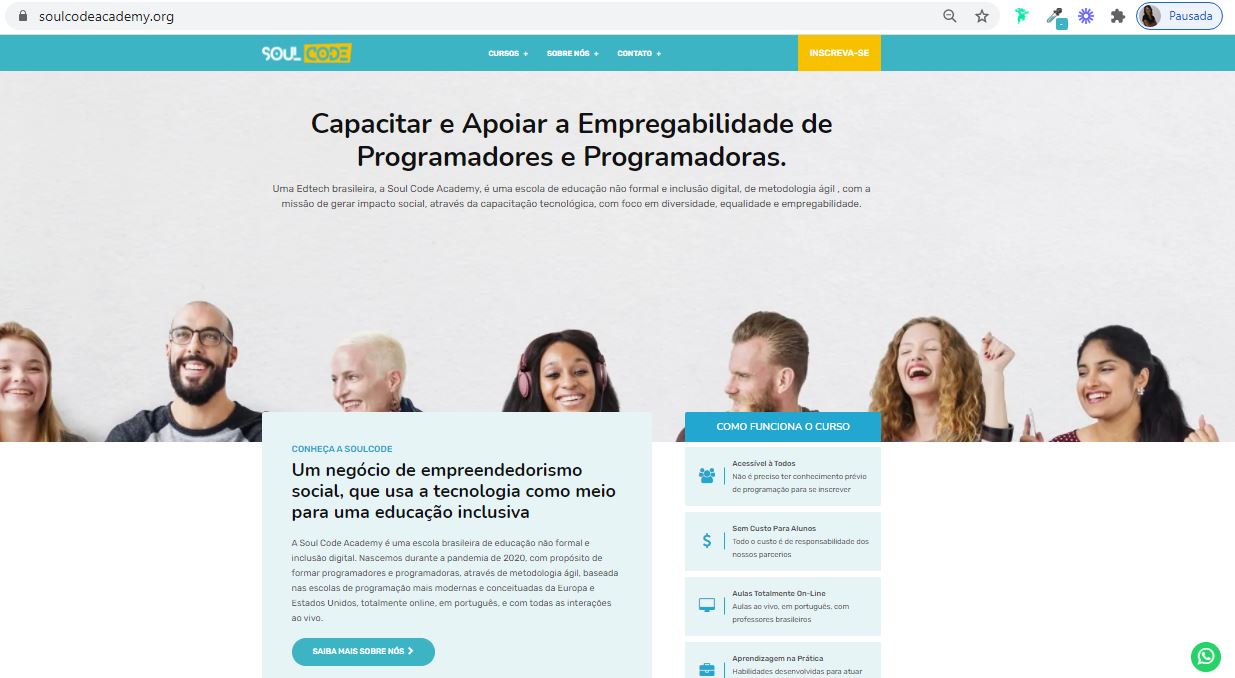 soulcodeacademy.org
Pausada
SOUL CODE
CURSOS +
SOBRE NÓS +
CONTATO +
INSCREVA-SE
Capacitar e Apoiar a Empregabilidade de
Programadores e Programadoras.
Uma Edtech brasileira, a Soul Code Academy, é uma escola de educação não formal e inclusão digital, de metodologia ágil , com a
missão de gerar impacto social, através da capacitação tecnológica, com foco em diversidade, equalidade e empregabilidade.
CONHEÇA A SOULCODE
Um negócio de empreendedorismo
social, que usa a tecnologia como meio
para uma educação inclusiva
A Soul Code Academy é uma escola brasileira de educação não formal e
inclusão digital. Nascemos durante a pandemia de 2020, com propósito de
formar programadores e programadoras, através de metodologia ágil, baseada
nas escolas de programação mais modernas e conceituadas da Europa e
Estados Unidos, totalmente online, em português, e com todas as interações
ao vivo.
SAIBA MAIS SOBRE NÓS
COMO FUNCIONA O CURSO
Acessível à Todos
Não é preciso ter conhecimento prévio
de programação para se inscrever
Sem Custo Para Alunos
Todo o custo é de responsabilidade dos
nossos parcerios
Aulas Totalmente On-Line
Aulas ao vivo, em português, com
professores brasileiros
Aprendizagem na Prática
Habilidades desenvolvidas para atuar